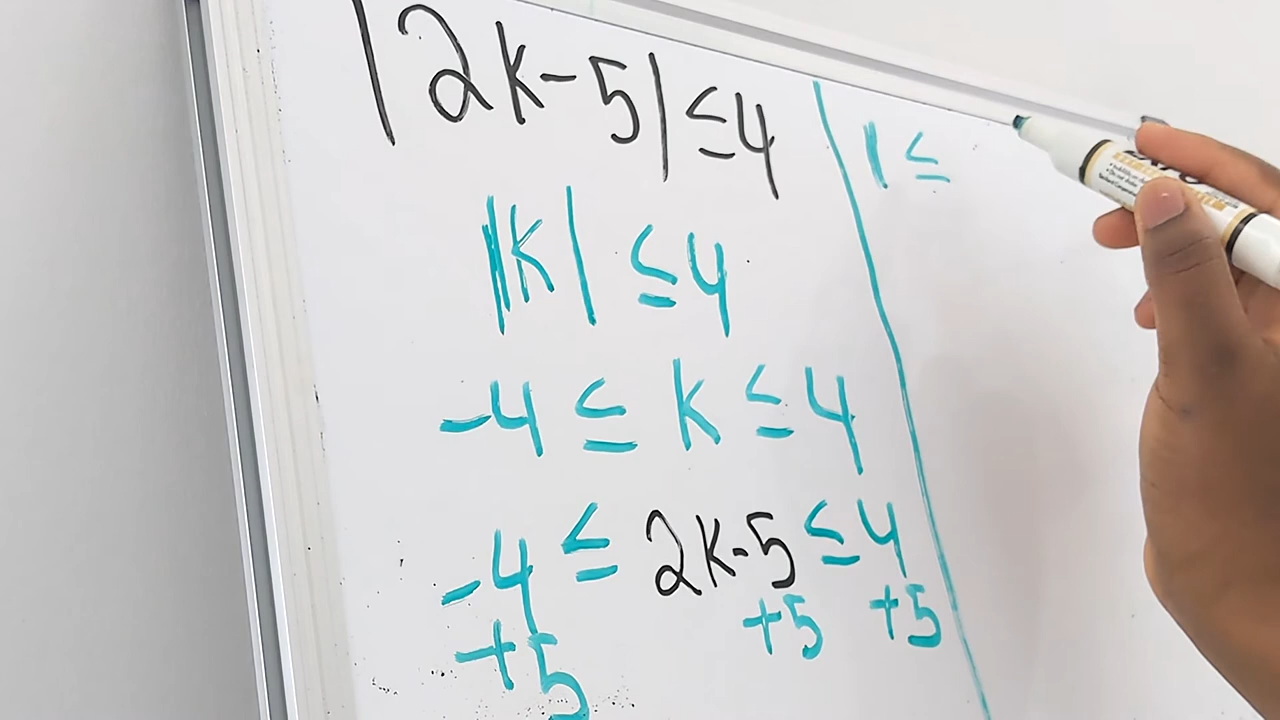 |2k-5| ≤ 4
|k| ≤ 4
-4 ≤ k ≤ 4
-4 ≤ 2k-5 ≤ 4
+5 +5 +5
1 ≤